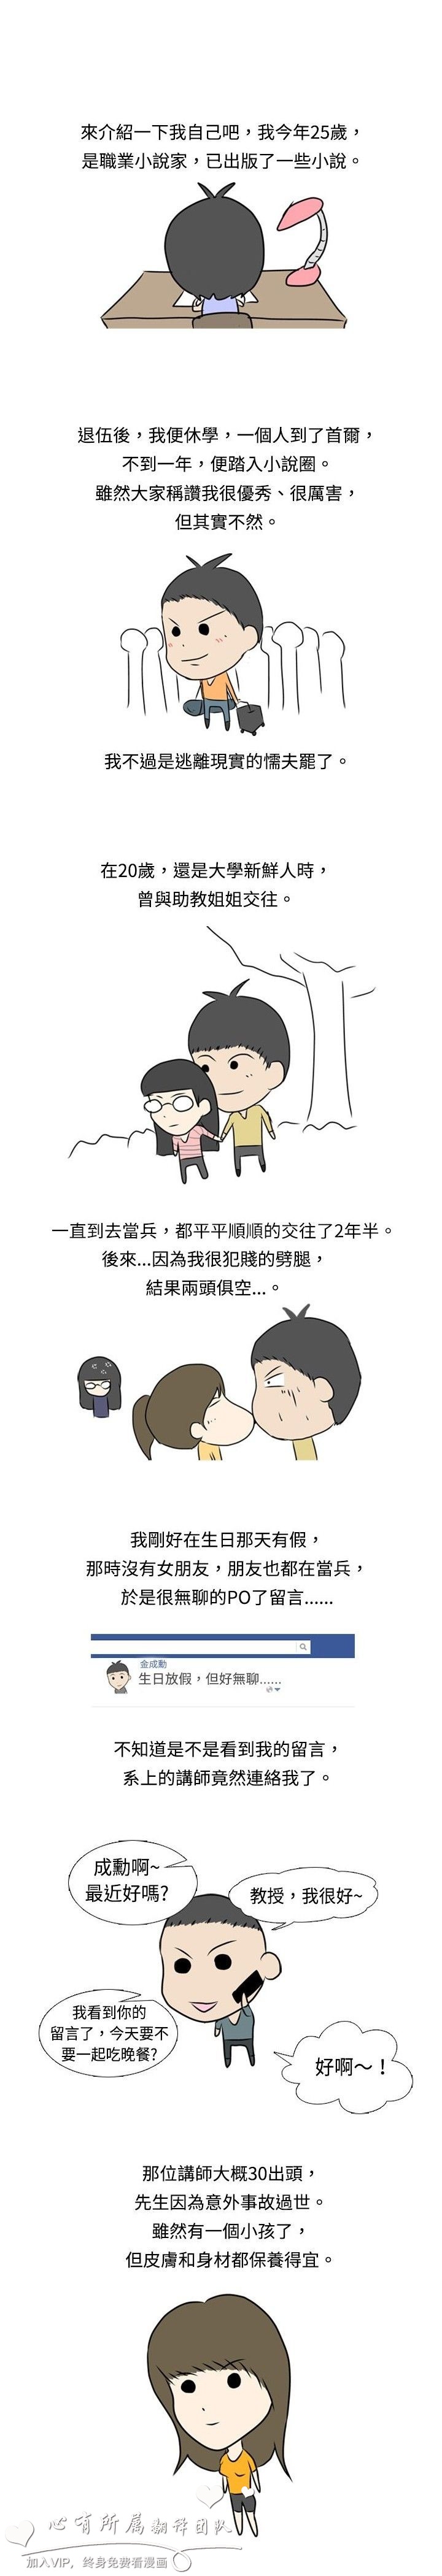 來介紹一下我自己吧，我今年25歲，
是職業小說家，已出版了一些小說。
退伍後，我便休學，一個人到了首爾，
不到一年，便踏入小說圈。
雖然大家稱讚我很優秀、很厲害，
但其實不然。
我不過是逃離現實的懦夫罷了。
在20歲，還是大學新鮮人時，
曾與助教姐姐交往。
一直到去當兵，都平平順順的交往了2年半。
後來...因為我很犯賤的劈腿，
結果兩頭俱空...。
我剛好在生日那天有假，
那時沒有女朋友，朋友也都在當兵，
於是很無聊的PO了留言......
金成勳
生日放假，但好無聊......
不知道是不是看到我的留言，
系上的講師竟然連絡我了。
成勳啊~
最近好嗎?
教授，我很好~
我看到你的
留言了，今天要不
要一起吃晚餐?
好啊～！
那位講師大概30出頭，
先生因為意外事故過世。
雖然有一個小孩了，
但皮膚和身材都保養得宜。
心有所属翻译团队
加入VIP，终身免费看漫画